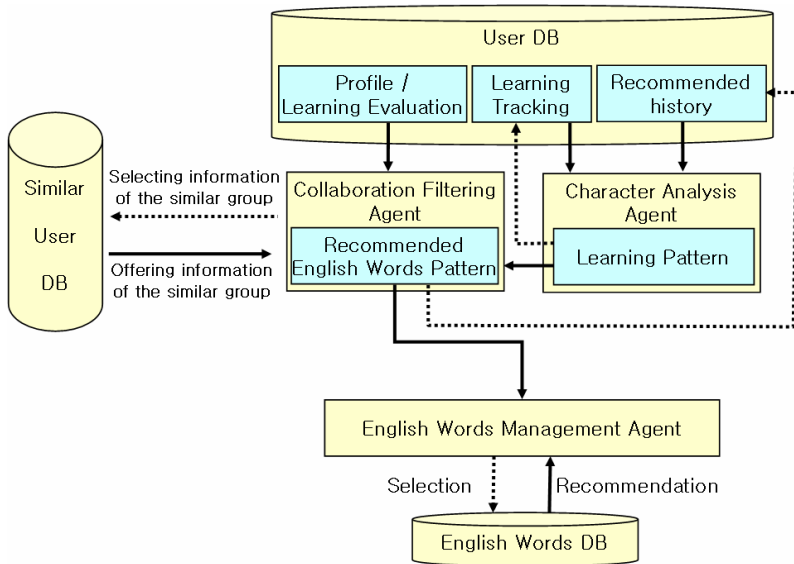 User DB
Profile /
Learning Evaluation
Learning
Tracking
Recommended
history
Similar
User
DB
Selecting information
of the similar group
Offering information
of the similar group
Collaboration Filtering
Agent
Recommended
English Words Pattern
Character Analysis
Agent
Learning Pattern
English Words Management Agent
Selection
Recommendation
English Words DB